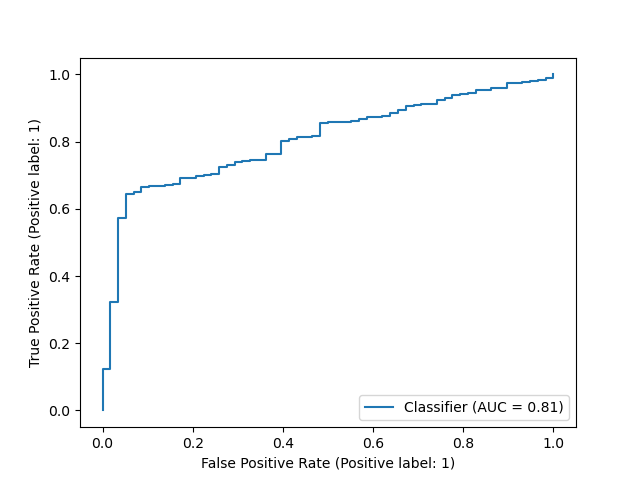 1.0
0.8
0.6
0.4
0.2
0.0
True Positive Rate (Positive label: 1)
Classifier (AUC = 0.81)
0.0 0.2 0.4 0.6 0.8 1.0
False Positive Rate (Positive label: 1)